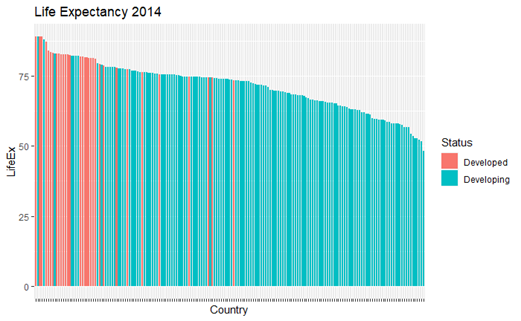 Life Expectancy 2014
LifeEx
75
50
25
0
Country
Status
Developed
Developing